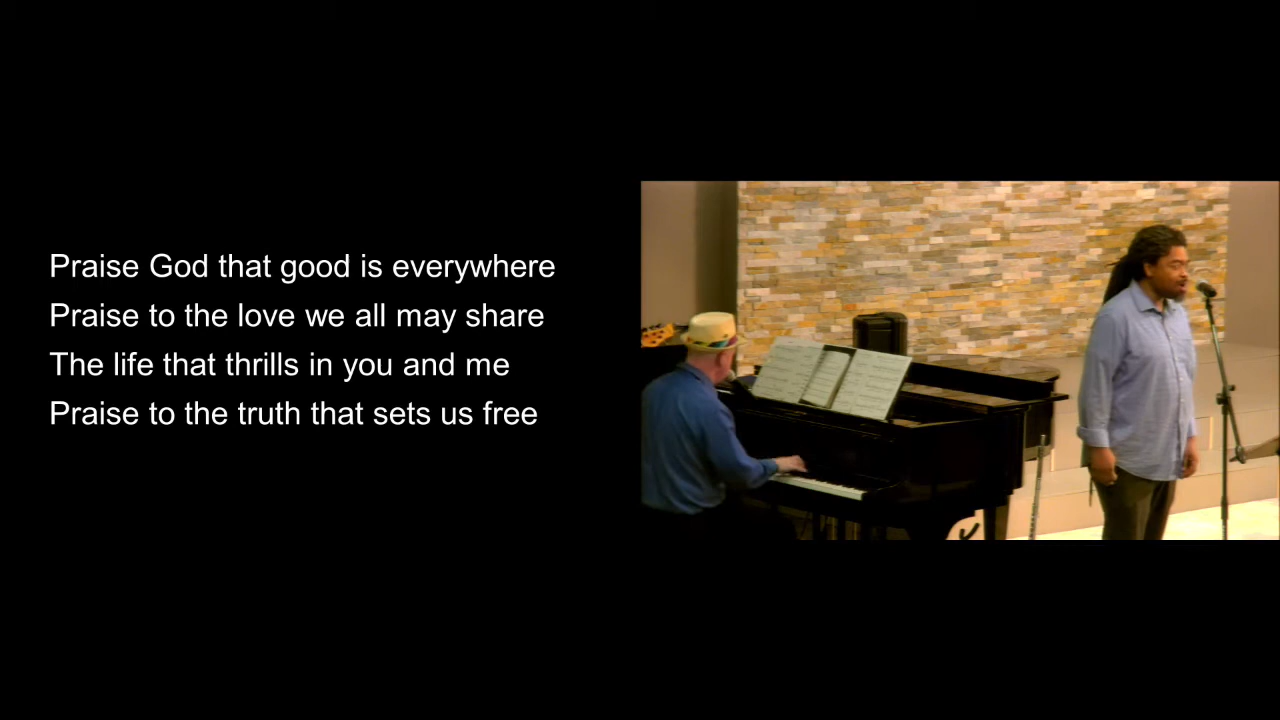 Praise God that good is everywhere
Praise to the love we all may share
The life that thrills in you and me
Praise to the truth that sets us free